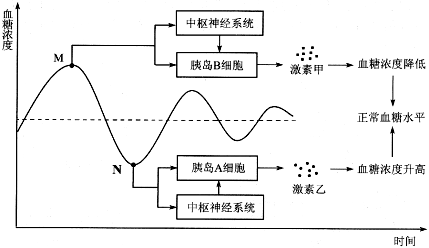 血糖浓度
中枢神经系统
M
胰岛B细胞
激素甲
血糖浓度降低
正常血糖水平
N
胰岛A细胞
激素乙
血糖浓度升高
中枢神经系统
时间